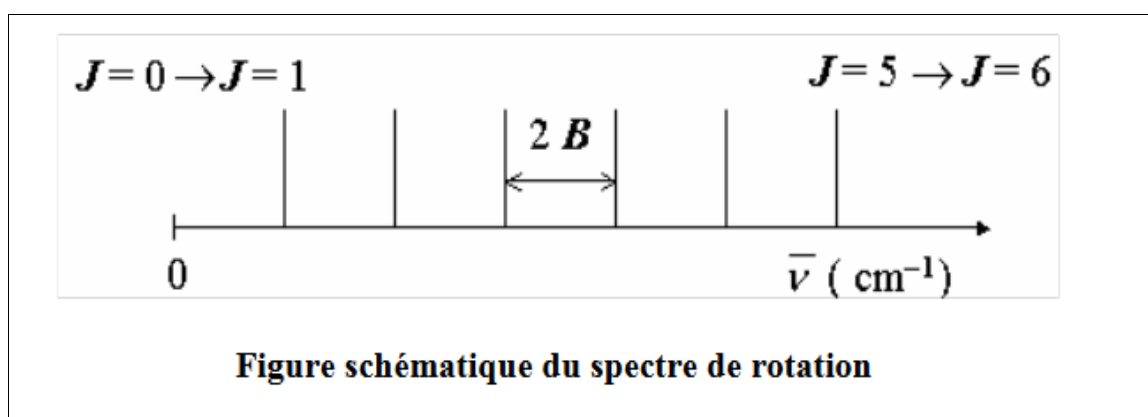 J = 0 → J = 1
J = 5 → J = 6
2 B
0
ν̅ ( cm⁻¹)
Figure schématique du spectre de rotation